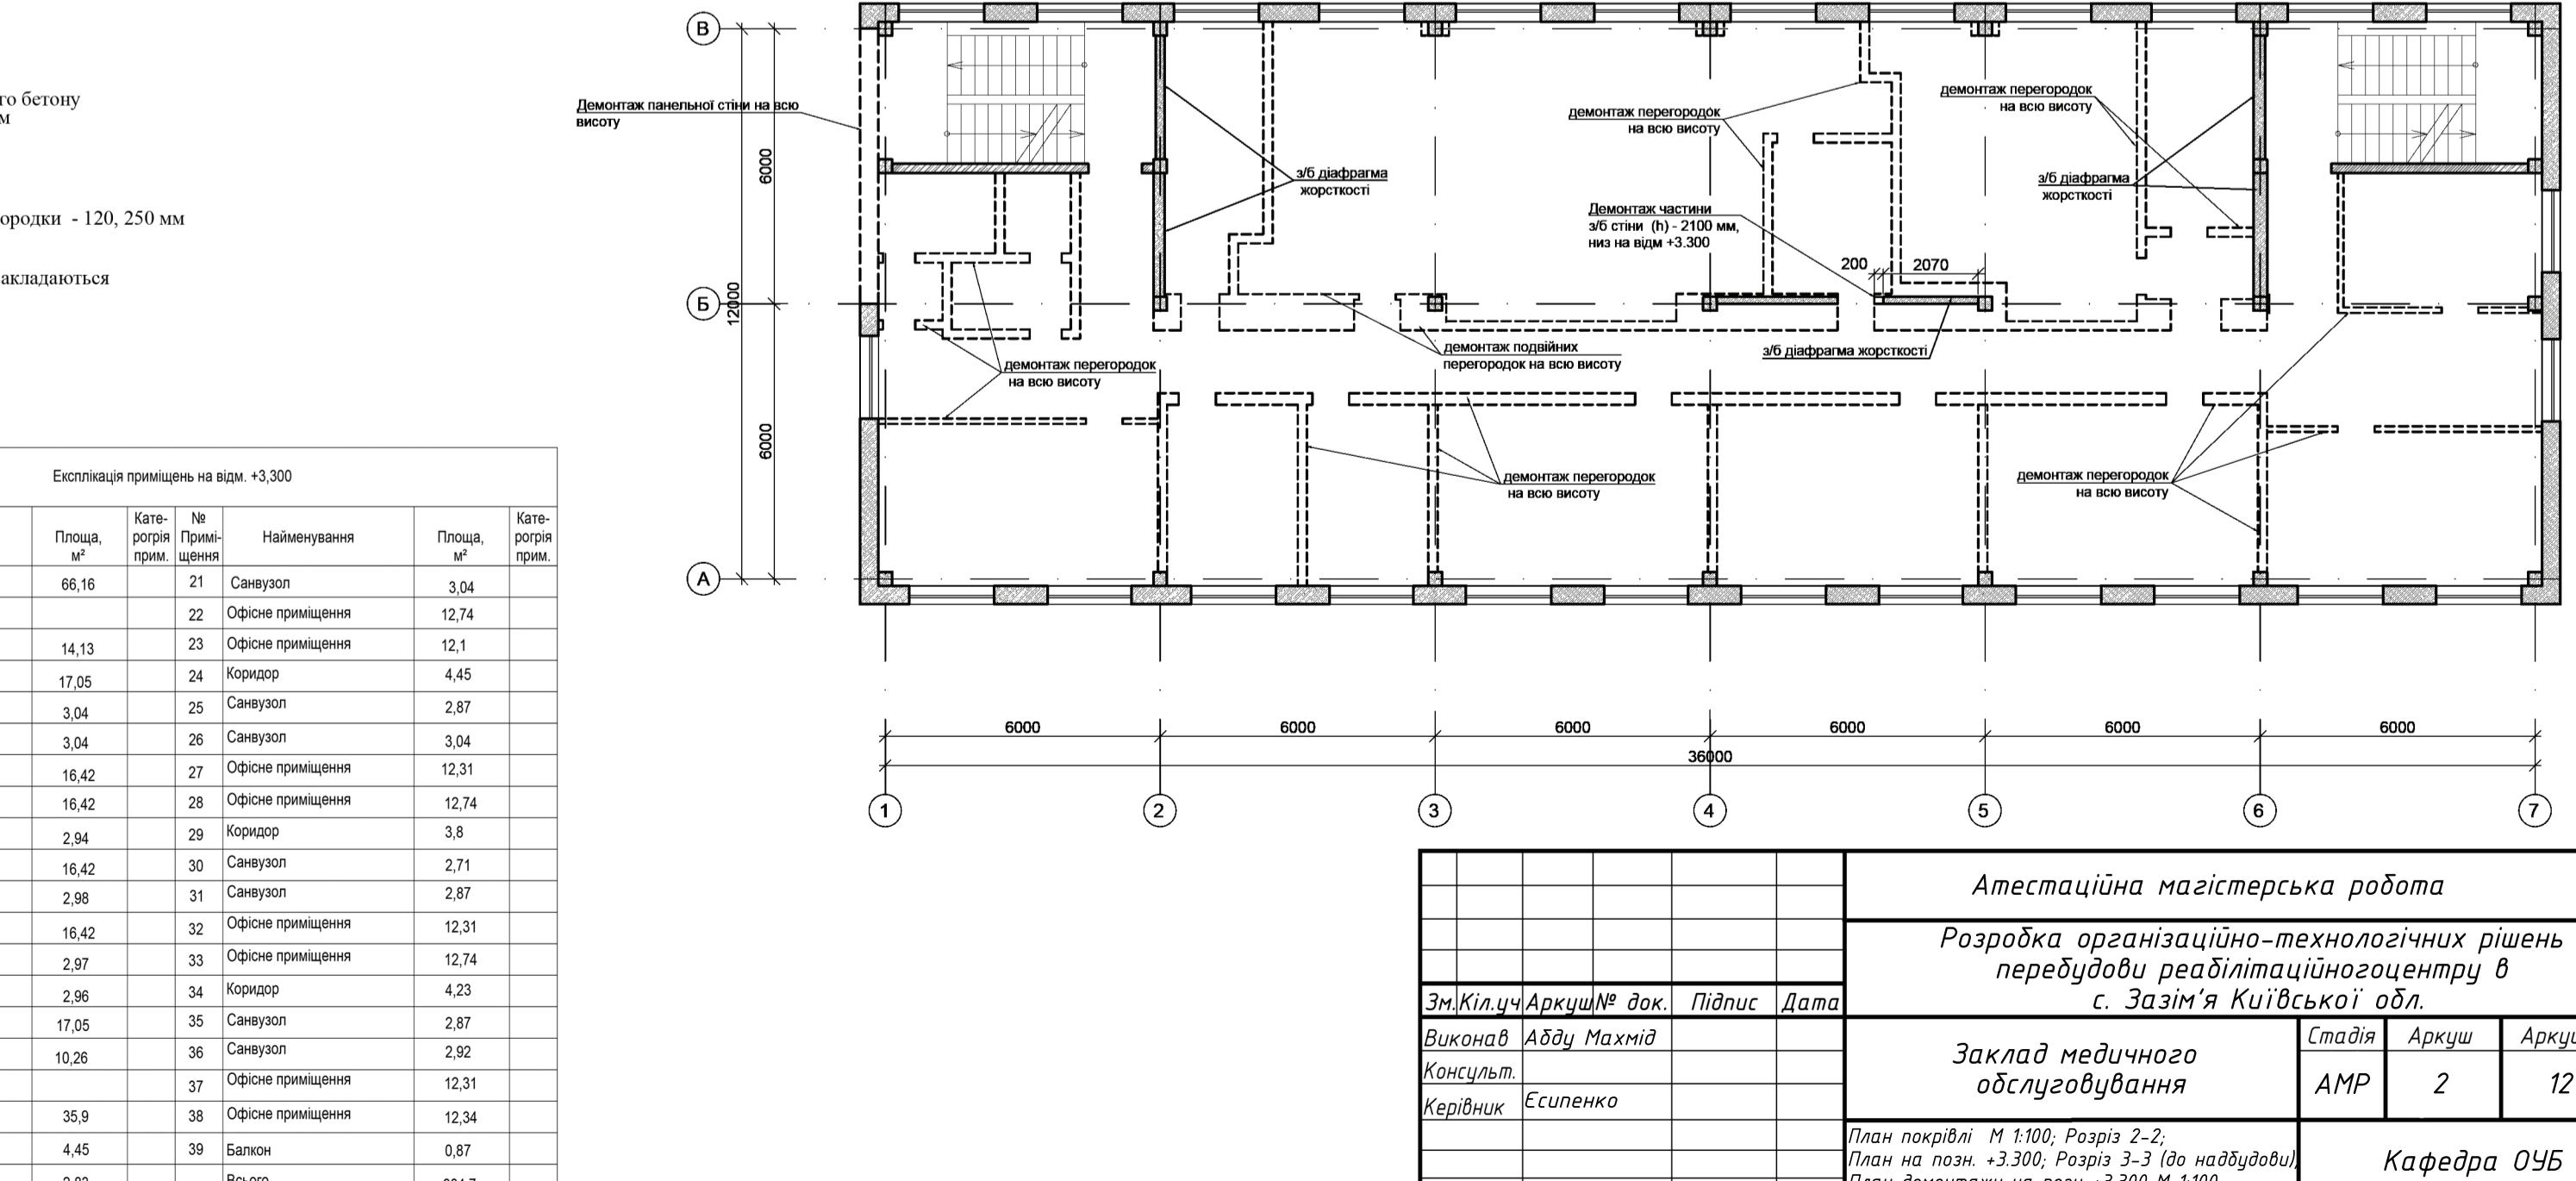 го бетону
м
ородки - 120, 250 мм
акладаються
Експлікація приміщень на відм. +3,300
Площа, м²
Кате-
рогрія
прим.
№
Примі-
щення
Найменування
Площа, м²
Кате-
рогрія
прим.
66,16 21 Санвузол 3,04
22 Офісне приміщення 12,74
14,13 23 Офісне приміщення 12,1
17,05 24 Коридор 4,45
3,04 25 Санвузол 2,87
3,04 26 Санвузол 3,04
16,42 27 Офісне приміщення 12,31
16,42 28 Офісне приміщення 12,74
2,94 29 Коридор 3,8
16,42 30 Санвузол 2,71
2,98 31 Санвузол 2,87
16,42 32 Офісне приміщення 12,31
2,97 33 Офісне приміщення 12,74
2,96 34 Коридор 4,23
17,05 35 Санвузол 2,87
10,26 36 Санвузол 2,92
37 Офісне приміщення 12,31
35,9 38 Офісне приміщення 12,34
4,45 39 Балкон 0,87
В
Б
А
6000
12000
6000
Демонтаж панельної стіни на всю
висоту
з/б діафрагма
жорсткості
демонтаж перегородок
на всю висоту
демонтаж перегородок
на всю висоту
з/б діафрагма
жорсткості
Демонтаж частини
з/б стіни (h) - 2100 мм,
низ на відм +3.300
200 2070
демонтаж перегородок
на всю висоту
демонтаж подвійних
перегородок на всю висоту
з/б діафрагма жорсткості
демонтаж перегородок
на всю висоту
демонтаж перегородок
на всю висоту
6000 6000 6000 6000 6000 6000
36000
1 2 3 4 5 6 7
Атестаційна магістерська робота
Розробка організаційно-технологічних рішень
перебудови реабілітаційногоцентру в
с. Зазім'я Київської обл.
Зм. Кіл.уч Аркуш № док. Підпис Дата
Виконав Абду Махмід
Консульт.
Керівник Єсипенко
Заклад медичного
обслуговування
Стадія Аркуш
АМР 2 12
План покрівлі М 1:100; Розріз 2-2;
План на позн. +3.300; Розріз 3-3 (до надбудови),
Кафедра ОУБ